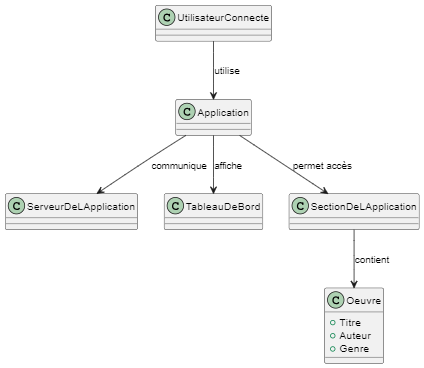 C UtilisateurConnecte
utilise
C Application
communique
affiche
permet accès
C ServeurDeLApplication
C TableauDeBord
C SectionDeLApplication
contient
C Oeuvre
Titre
Auteur
Genre